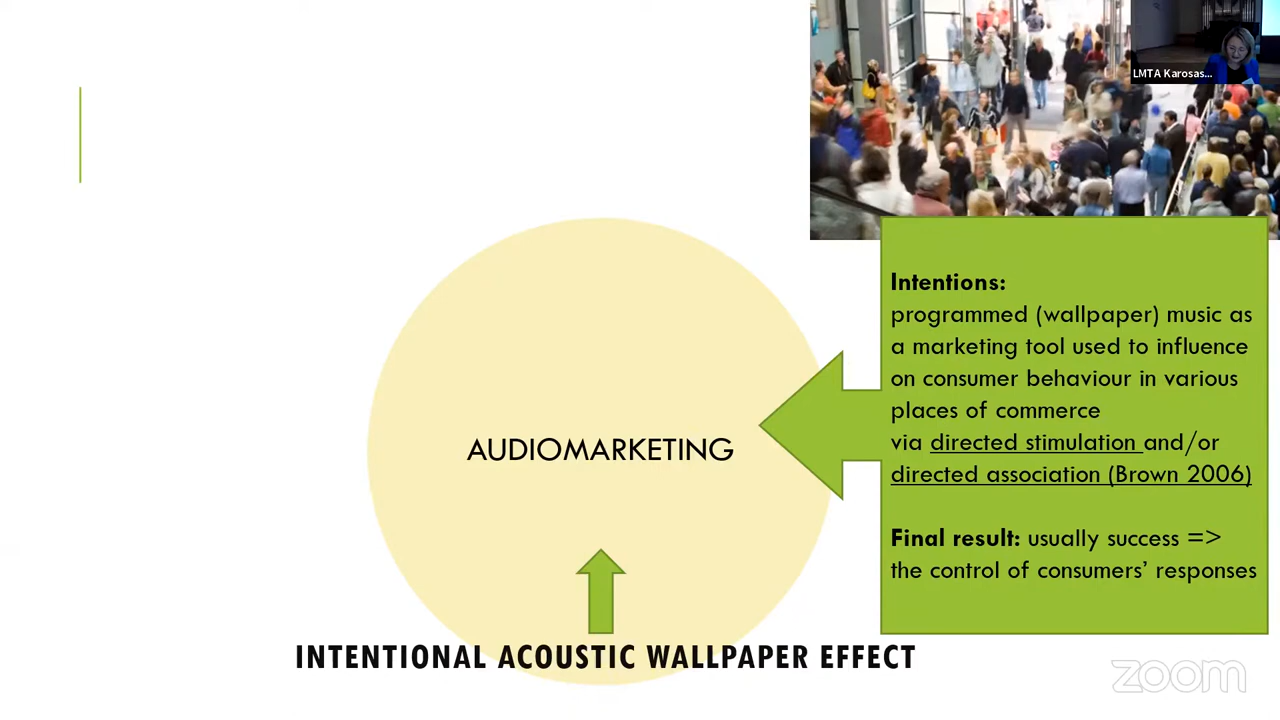 LMTA Karosas...
Intentions:
programmed (wallpaper) music as
a marketing tool used to influence
on consumer behaviour in various
places of commerce
via directed stimulation and/or
directed association (Brown 2006)
Final result: usually success =>
the control of consumers’ responses
AUDIOMARKETING
INTENTIONAL ACOUSTIC WALLPAPER EFFECT
zoom